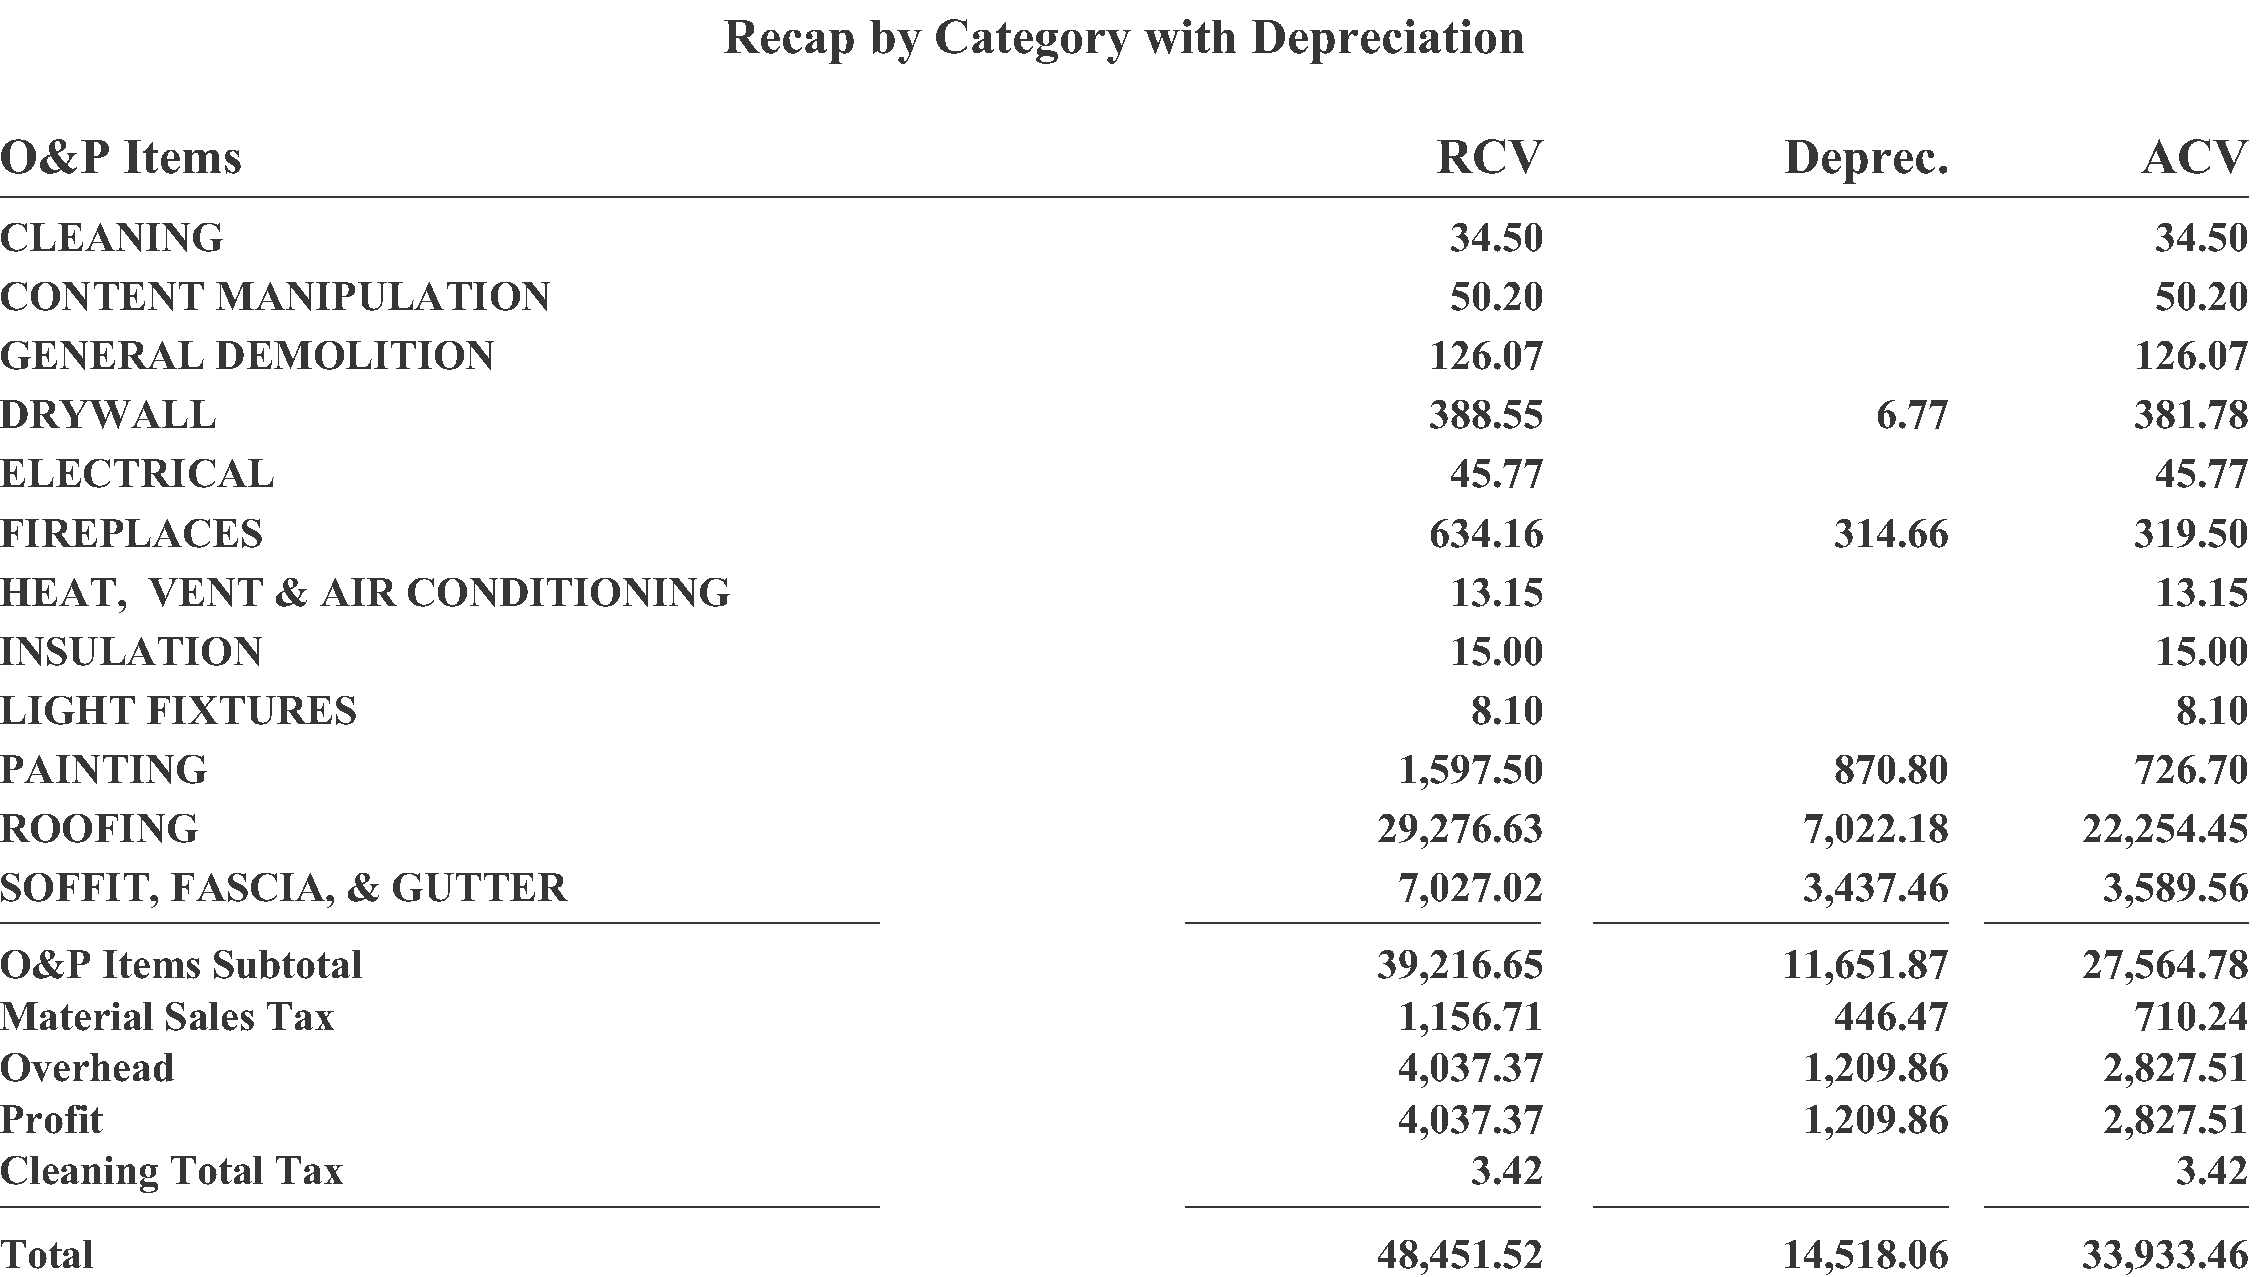 Recap by Category with Depreciation
O&P Items RCV Deprec. ACV
CLEANING 34.50 34.50
CONTENT MANIPULATION 50.20 50.20
GENERAL DEMOLITION 126.07 126.07
DRYWALL 388.55 6.77 381.78
ELECTRICAL 45.77 45.77
FIREPLACES 634.16 314.66 319.50
HEAT, VENT & AIR CONDITIONING 13.15 13.15
INSULATION 15.00 15.00
LIGHT FIXTURES 8.10 8.10
PAINTING 1,597.50 870.80 726.70
ROOFING 29,276.63 7,022.18 22,254.45
SOFFIT, FASCIA, & GUTTER 7,027.02 3,437.46 3,589.56
O&P Items Subtotal 39,216.65 11,651.87 27,564.78
Material Sales Tax 1,156.71 446.47 710.24
Overhead 4,037.37 1,209.86 2,827.51
Profit 4,037.37 1,209.86 2,827.51
Cleaning Total Tax 3.42 3.42
Total 48,451.52 14,518.06 33,933.46